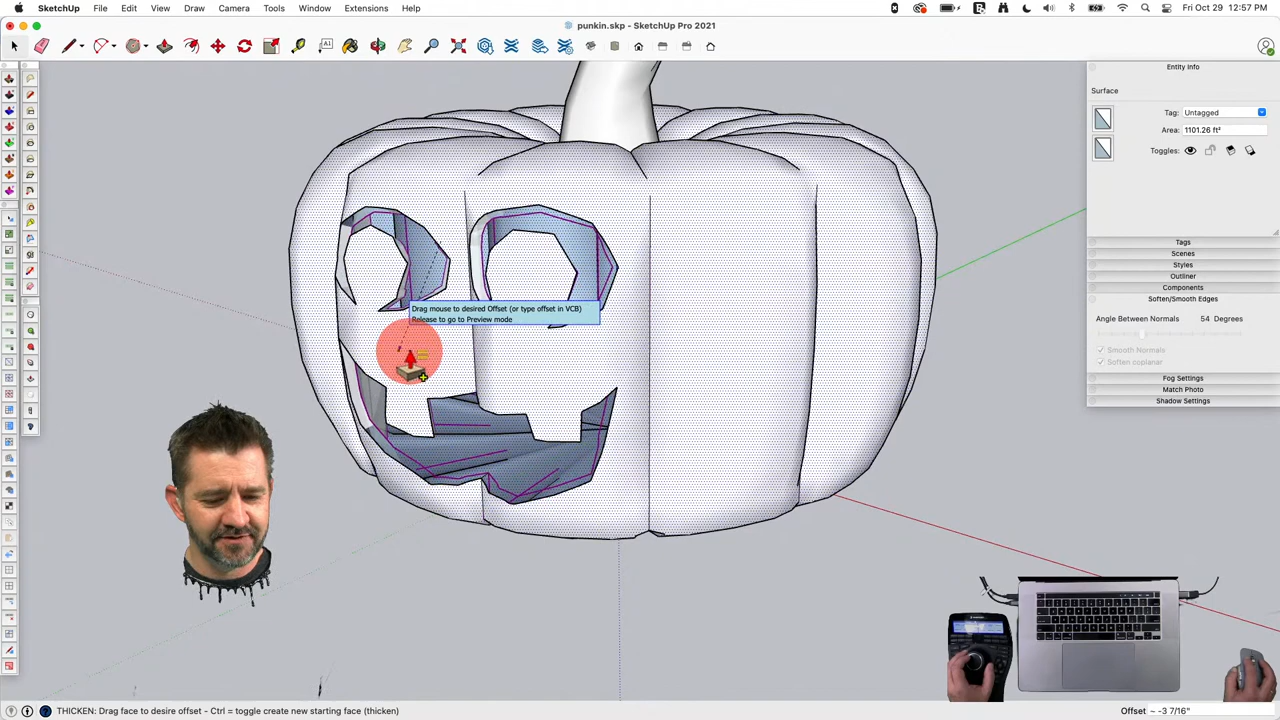 SketchUp File Edit View Draw Camera Tools Window Extensions Help
Fri Oct 29 12:57 PM
punkin.skp - SketchUp Pro 2021
Entity Info
Surface
Tag: Untagged
Area: 1101.26 ft²
Toggles:
Tags
Scenes
Styles
Outliner
Components
Soften/Smooth Edges
Angle Between Normals 54 Degrees
Smooth Normals
Soften coplanar
Fog Settings
Match Photo
Shadow Settings
Drag mouse to desired Offset (or type offset in VCB)
Release to go to Preview mode
THICKEN: Drag face to desire offset - Ctrl = toggle create new starting face (thicken)
Offset ~ -3 7/16"